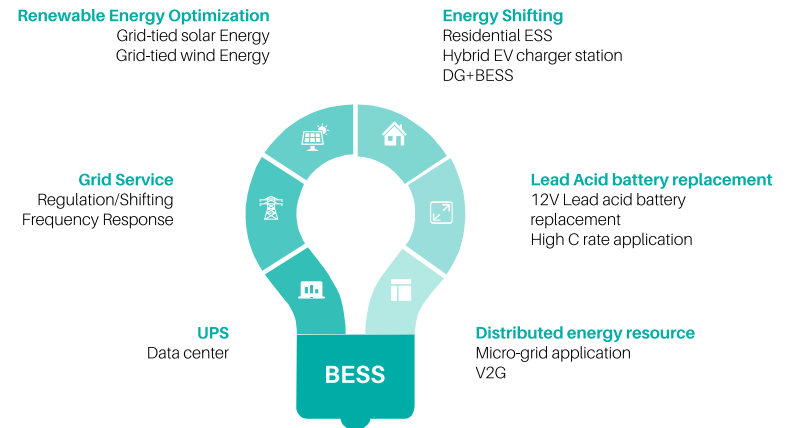 Renewable Energy Optimization
Grid-tied solar Energy
Grid-tied wind Energy
Energy Shifting
Residential ESS
Hybrid EV charger station
DG+BESS
Grid Service
Regulation/Shifting
Frequency Response
Lead Acid battery replacement
12V Lead acid battery
replacement
High C rate application
UPS
Data center
Distributed energy resource
Micro-grid application
V2G
BESS